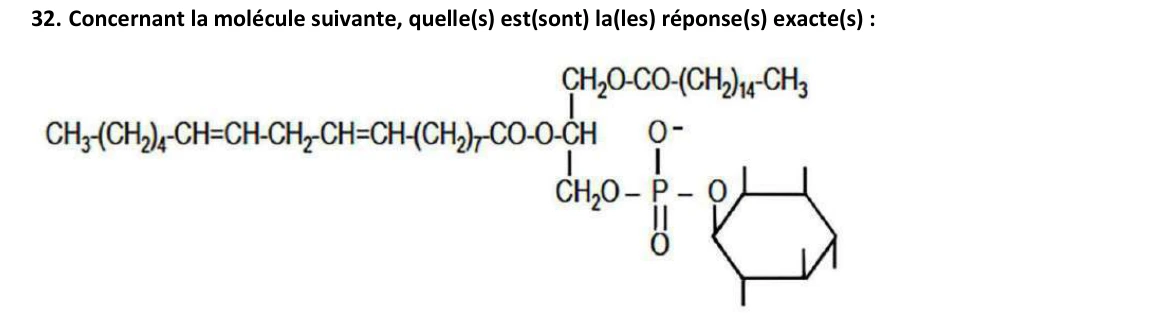 32. Concernant la molécule suivante, quelle(s) est(sont) la(les) réponse(s) exacte(s) :
CH₂O-CO-(CH₂)₁₄-CH₃
CH₃-(CH₂)₄-CH=CH-CH₂-CH=CH-(CH₂)₇-CO-O-CH
O-
CH₂O – P – O
O